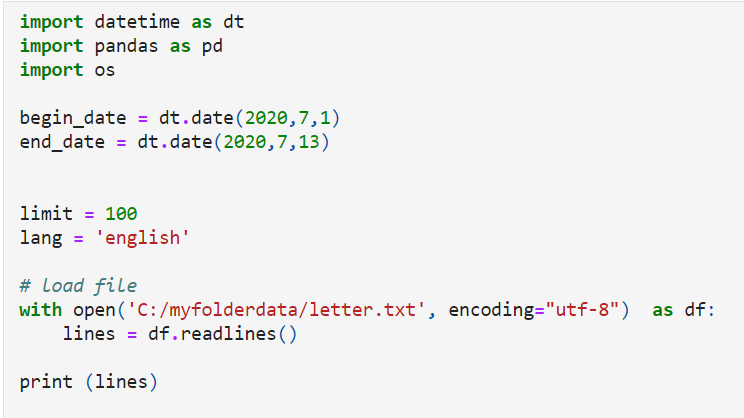 import datetime as dt
import pandas as pd
import os
begin_date = dt.date(2020,7,1)
end_date = dt.date(2020,7,13)
limit = 100
lang = 'english'
# load file
with open('C:/myfolderdata/letter.txt', encoding="utf-8")  as df:
    lines = df.readlines()
print (lines)